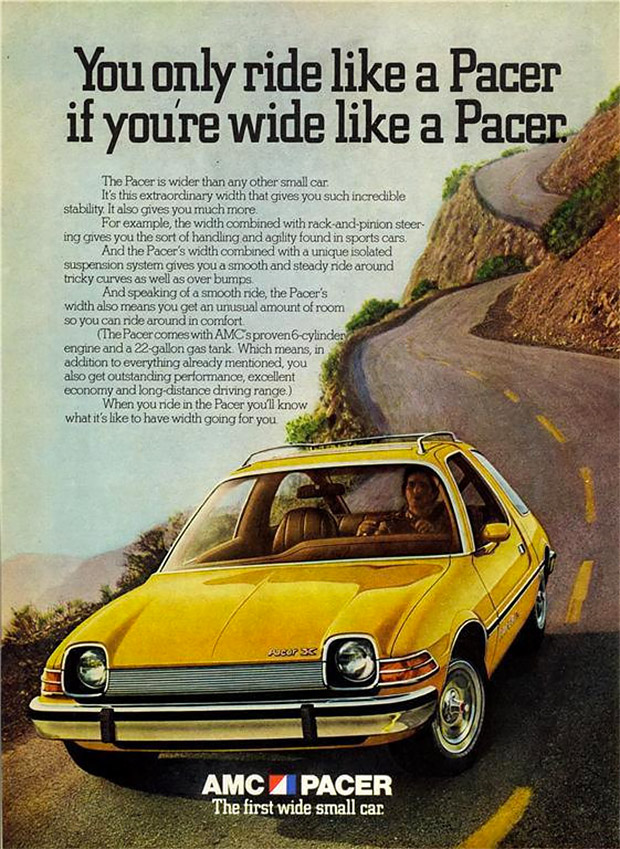 You only ride like a Pacer
if you're wide like a Pacer.
The Pacer is wider than any other small car.
It's this extraordinary width that gives you such incredible
stability. It also gives you much more.
For example, the width combined with rack-and-pinion steer-
ing gives you the sort of handling and agility found in sports cars.
And the Pacer's width combined with a unique isolated
suspension system gives you a smooth and steady ride around
tricky curves as well as over bumps.
And speaking of a smooth ride, the Pacer's
width also means you get an unusual amount of room
so you can ride around in comfort.
(The Pacer comes with AMC's proven 6-cylinder
engine and a 22-gallon gas tank. Which means, in
addition to everything already mentioned, you
also get outstanding performance, excellent
economy and long-distance driving range.)
When you ride in the Pacer you'll know
what it's like to have width going for you.
Pacer X
AMC PACER
The first wide small car.